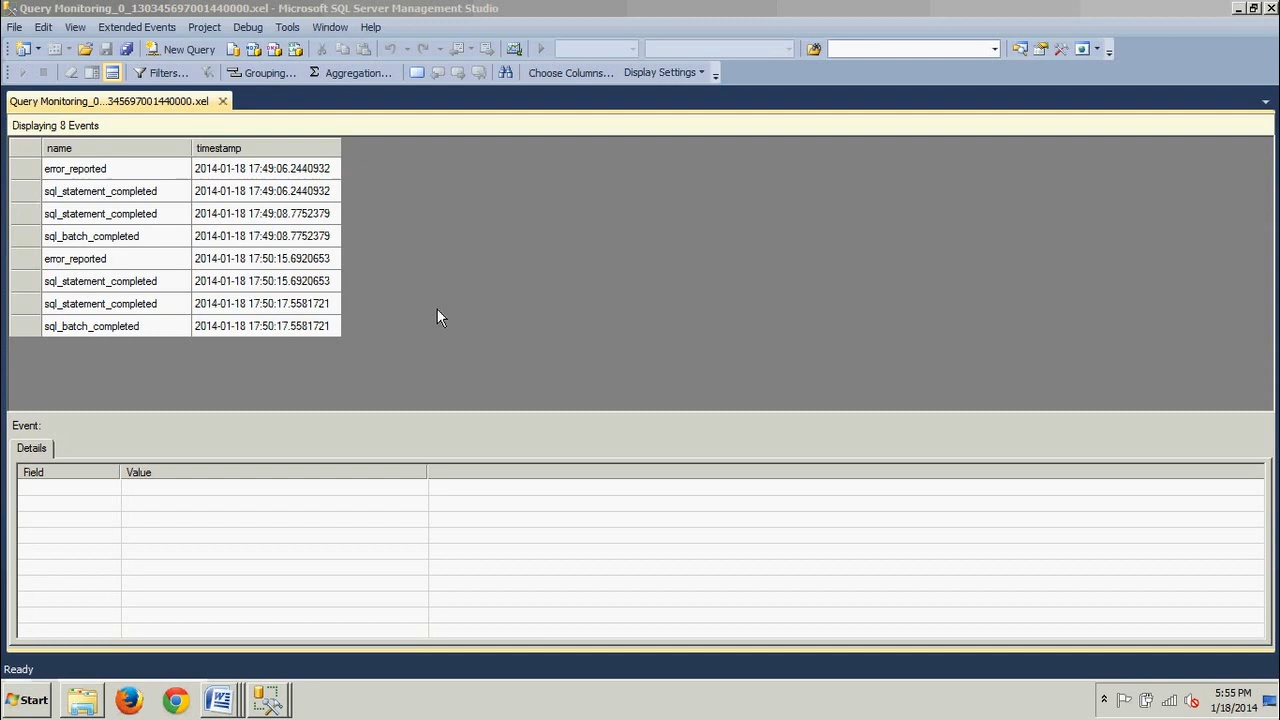 Query Monitoring_0_130345697001440000.xel - Microsoft SQL Server Management Studio
File Edit View Extended Events Project Debug Tools Window Help
New Query
Filters... Grouping... Aggregation... Choose Columns... Display Settings
Query Monitoring_0...345697001440000.xel
Displaying 8 Events
name timestamp
error_reported 2014-01-18 17:49:06.2440932
sql_statement_completed 2014-01-18 17:49:06.2440932
sql_statement_completed 2014-01-18 17:49:08.7752379
sql_batch_completed 2014-01-18 17:49:08.7752379
error_reported 2014-01-18 17:50:15.6920653
sql_statement_completed 2014-01-18 17:50:15.6920653
sql_statement_completed 2014-01-18 17:50:17.5581721
sql_batch_completed 2014-01-18 17:50:17.5581721
Event:
Details
Field Value
Ready
Start 5:55 PM
1/18/2014